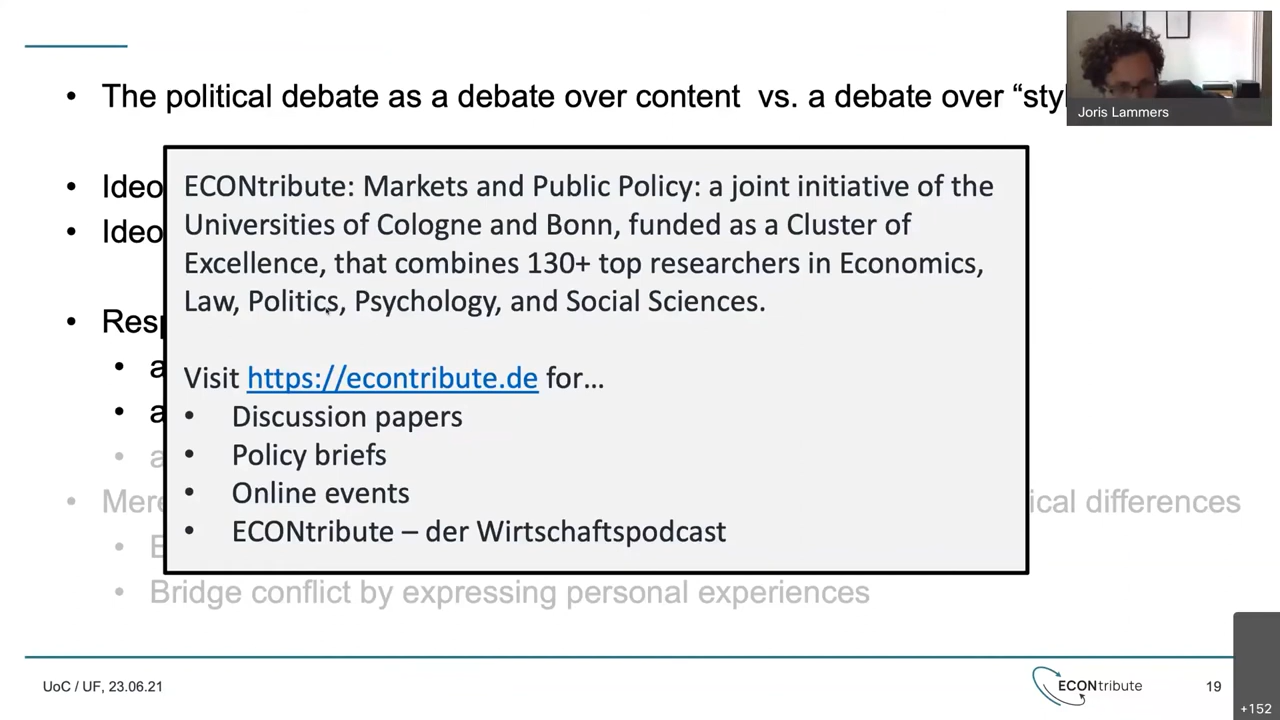 • The political debate as a debate over content vs. a debate over “sty
Joris Lammers
• Ideo
• Ideo
• Resp
• a
• a
• a
• Mere
ical differences
• E
• Bridge conflict by expressing personal experiences
ECONtribute: Markets and Public Policy: a joint initiative of the
Universities of Cologne and Bonn, funded as a Cluster of
Excellence, that combines 130+ top researchers in Economics,
Law, Politics, Psychology, and Social Sciences.
Visit https://econtribute.de for…
• Discussion papers
• Policy briefs
• Online events
• ECONtribute – der Wirtschaftspodcast
UoC / UF, 23.06.21
ECONtribute
19
+152